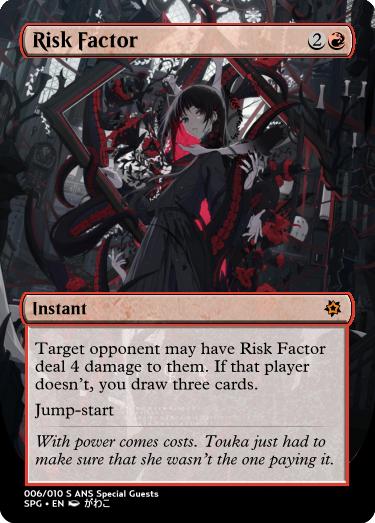 Risk Factor 2
Instant
Target opponent may have Risk Factor
deal 4 damage to them. If that player
doesn't, you draw three cards.
Jump-start
With power comes costs. Touka just had to
make sure that she wasn't the one paying it.
006/010 S ANS Special Guests
SPG • EN がわこ